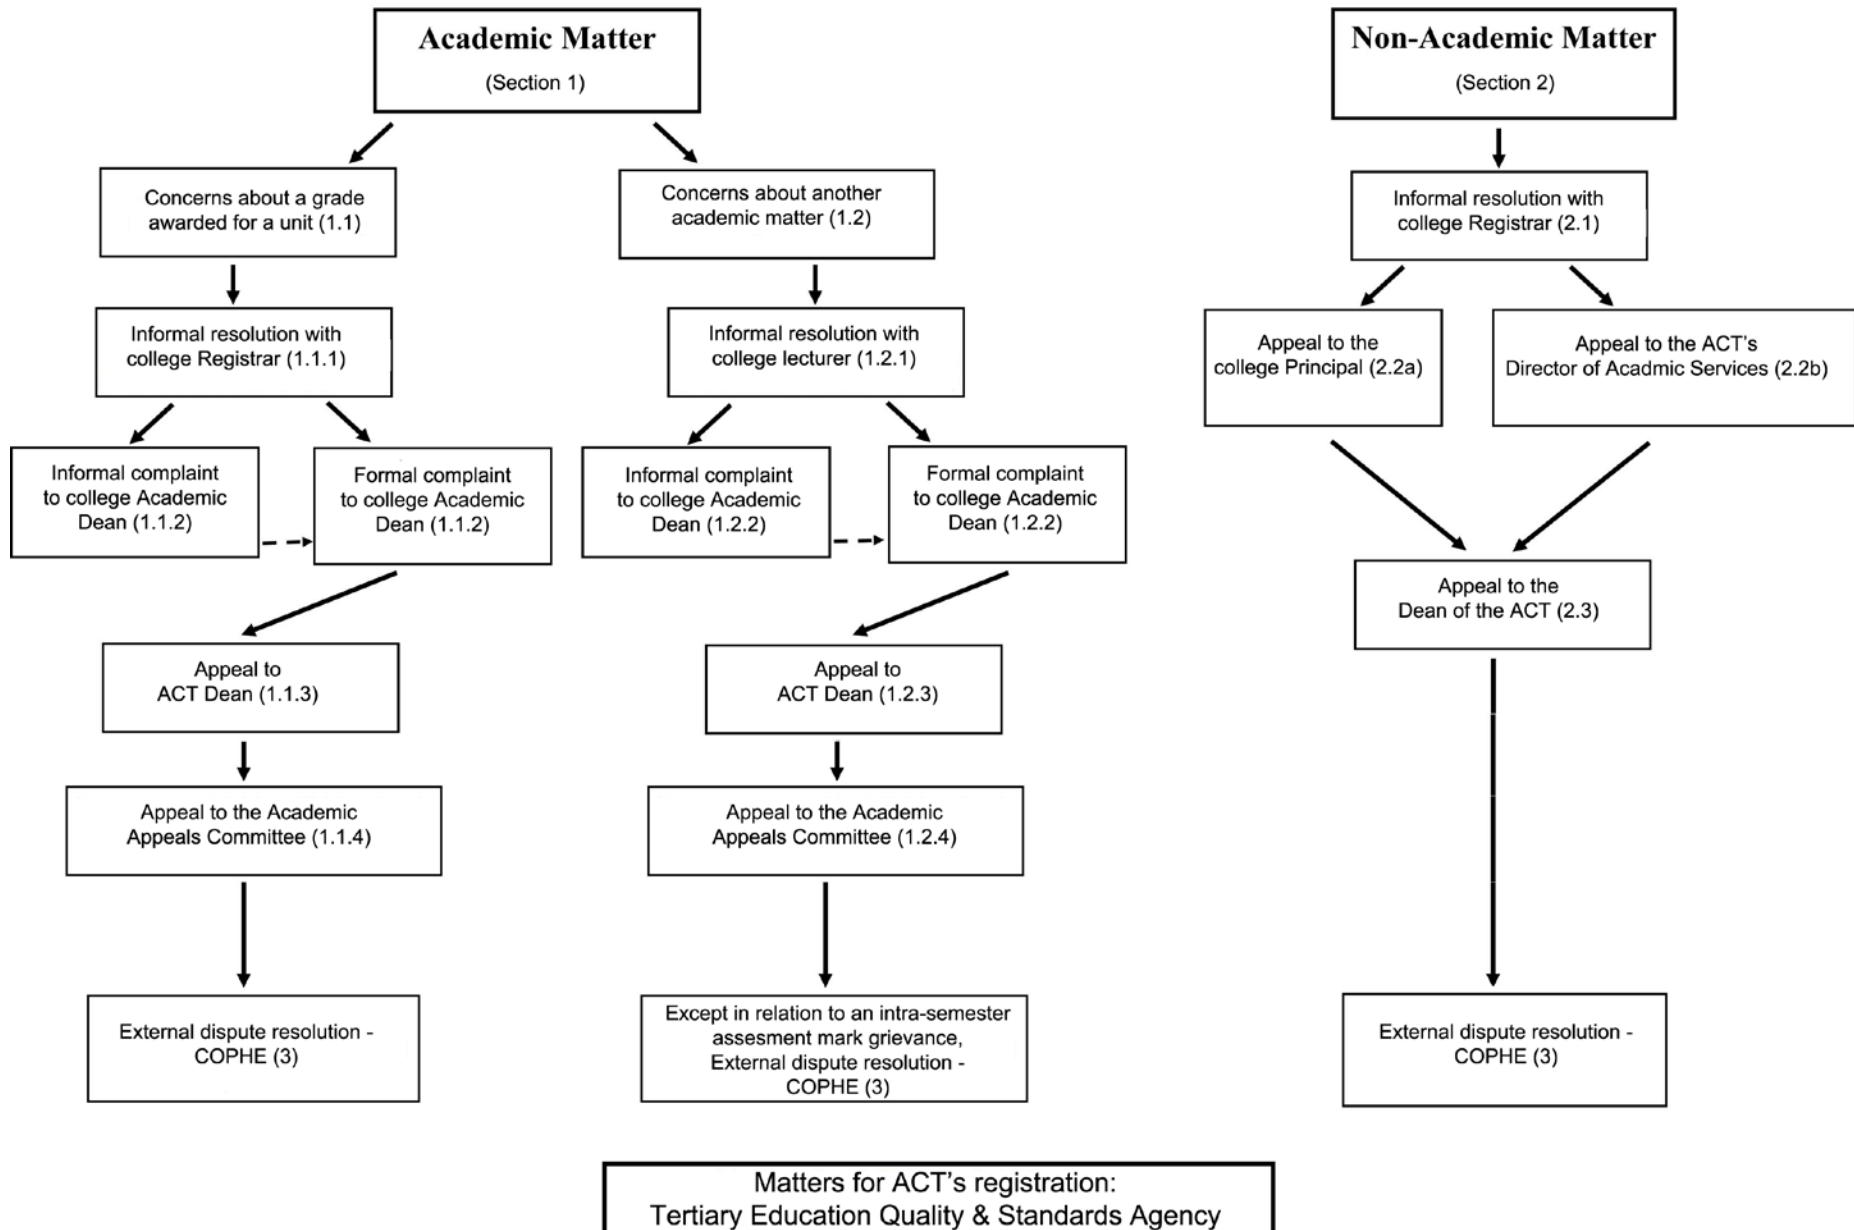 Academic Matter
(Section 1)
Concerns about a grade
awarded for a unit (1.1)
Informal resolution with
college Registrar (1.1.1)
Informal complaint
to college Academic
Dean (1.1.2)
Formal complaint
to college Academic
Dean (1.1.2)
Appeal to
ACT Dean (1.1.3)
Appeal to the Academic
Appeals Committee (1.1.4)
External dispute resolution -
COPHE (3)
Concerns about another
academic matter (1.2)
Informal resolution with
college lecturer (1.2.1)
Informal complaint
to college Academic
Dean (1.2.2)
Formal complaint
to college Academic
Dean (1.2.2)
Appeal to
ACT Dean (1.2.3)
Appeal to the Academic
Appeals Committee (1.2.4)
Except in relation to an intra-semester
assesment mark grievance,
External dispute resolution -
COPHE (3)
Non-Academic Matter
(Section 2)
Informal resolution with
college Registrar (2.1)
Appeal to the
college Principal (2.2a)
Appeal to the ACT’s
Director of Acadmic Services (2.2b)
Appeal to the
Dean of the ACT (2.3)
External dispute resolution -
COPHE (3)
Matters for ACT’s registration:
Tertiary Education Quality & Standards Agency